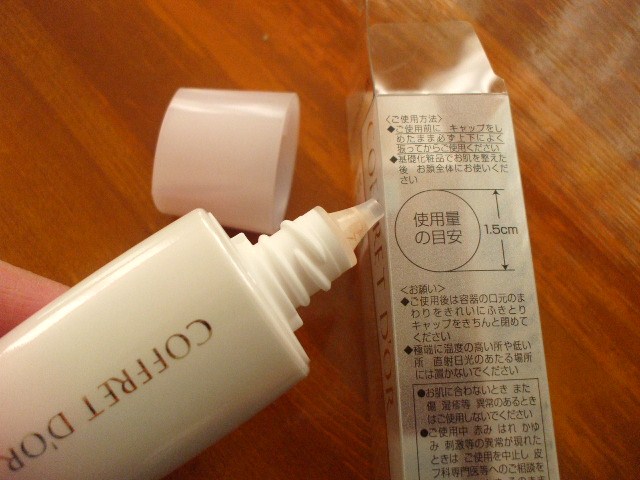 <ご使用方法>
◆ご使用前に キャップをし
めたまま必ず上下によく
振ってからご使用ください
◆基礎化粧品でお肌を整えた
後 お顔全体にお使いくだ
さい
使用量
の目安
1.5cm
<お願い>
◆ご使用後は容器の口元のま
わりをきれいにふきとり
キャップをきちんと閉めて
ください
◆極端に温度の高い所や低い
所 直射日光のあたる場所
には置かないでください
●お肌に合わないとき また
傷 湿疹等 異常のあるとき
はご使用しないでください
●ご使用中 赤み はれ かゆ
み 刺激等の異常が現れた
ときは ご使用を中止し 皮
フ科専門医等へのご相談を
COFFRET D'OR
COFFRET D'OR